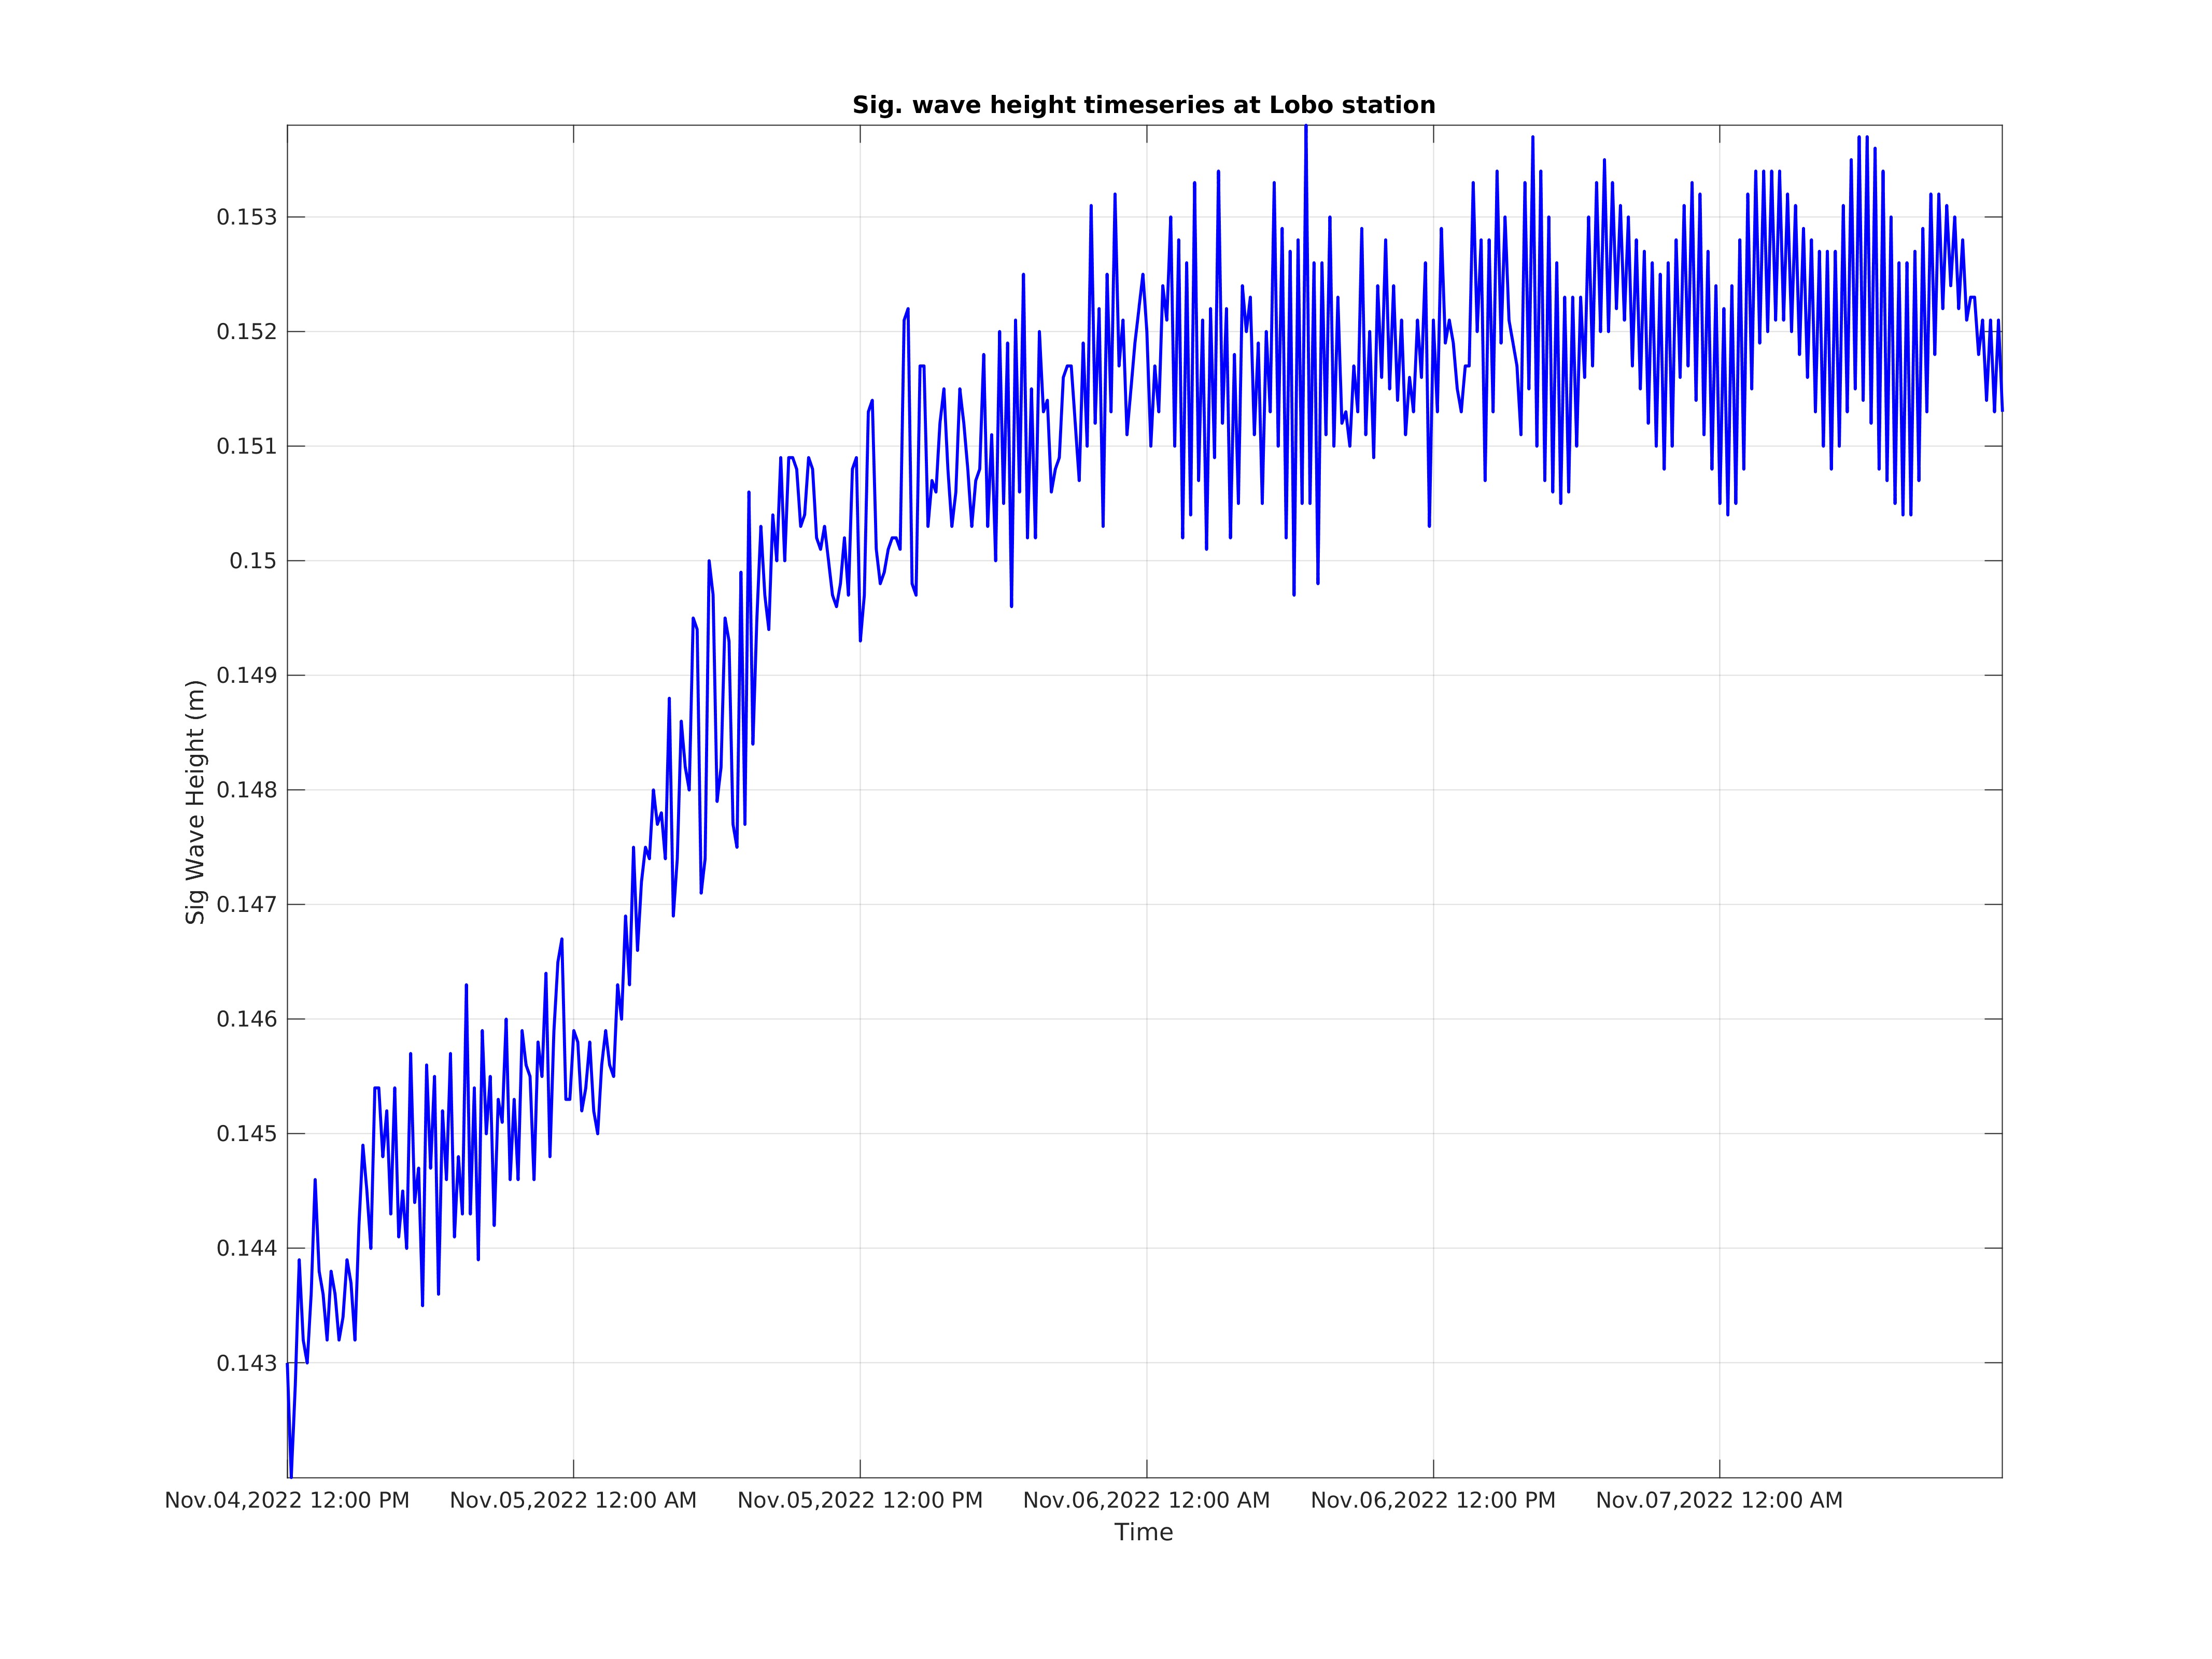 Sig. wave height timeseries at Lobo station
Sig Wave Height (m)
0.153
0.152
0.151
0.15
0.149
0.148
0.147
0.146
0.145
0.144
0.143
Nov.04,2022 12:00 PM
Nov.05,2022 12:00 AM
Nov.05,2022 12:00 PM
Nov.06,2022 12:00 AM
Nov.06,2022 12:00 PM
Nov.07,2022 12:00 AM
Time